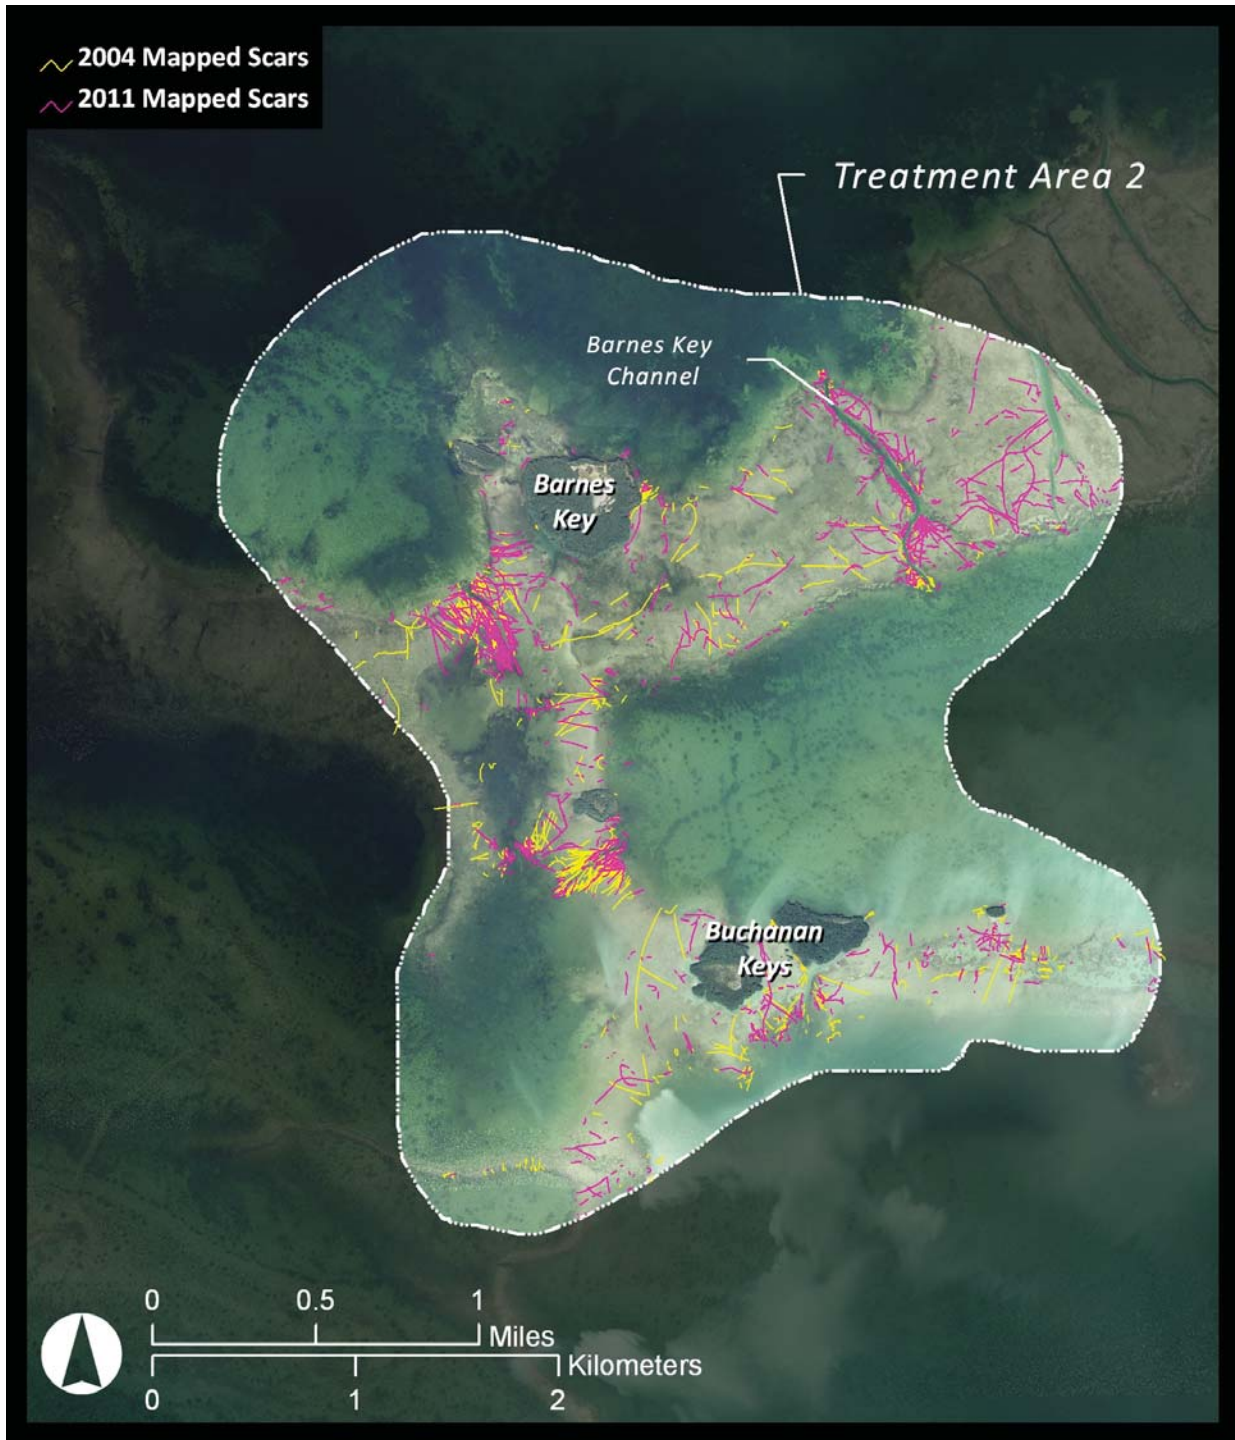 2004 Mapped Scars
2011 Mapped Scars
Treatment Area 2
Barnes Key
Channel
Barnes
Key
Buchanan
Keys
0 0.5 1
Miles
Kilometers
0 1 2